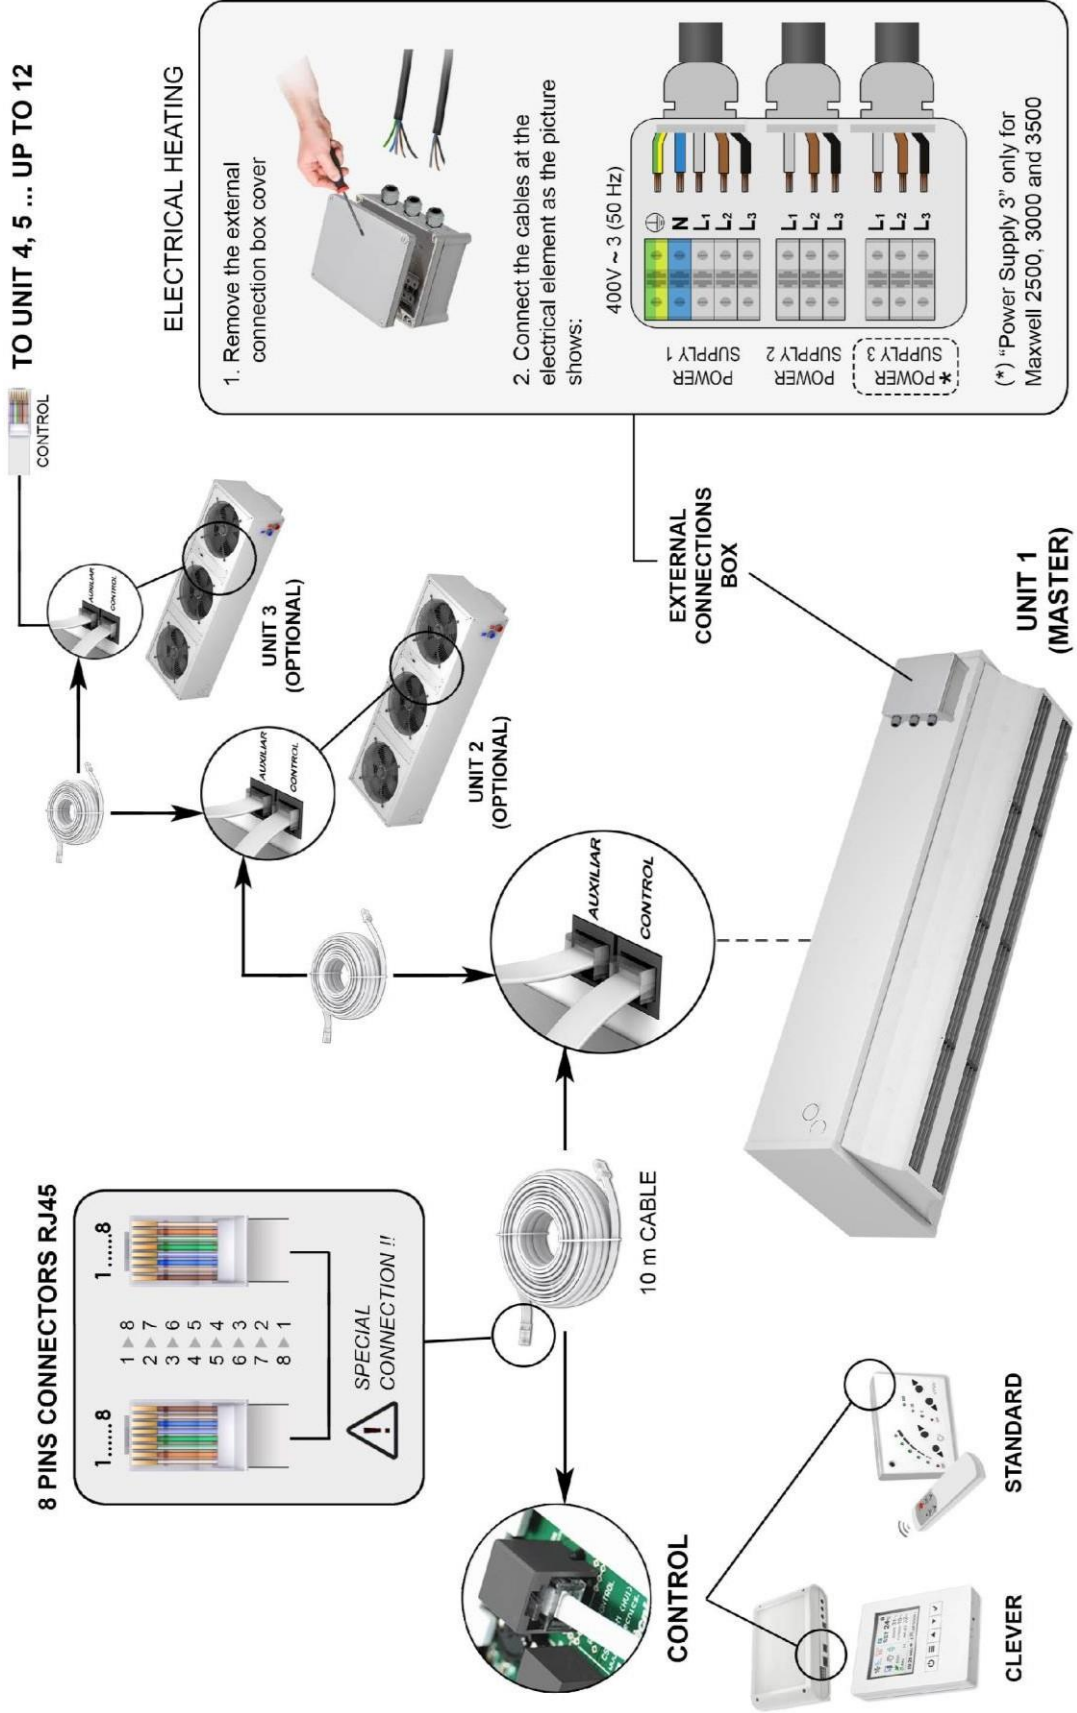 8 PINS CONNECTORS RJ45
1......8
1......8
1 ▶ 8
2 ▶ 7
3 ▶ 6
4 ▶ 5
5 ▶ 4
6 ▶ 3
7 ▶ 2
8 ▶ 1
SPECIAL
CONNECTION !!
TO UNIT 4, 5 ... UP TO 12
CONTROL
AUXILIAR
CONTROL
UNIT 3
(OPTIONAL)
AUXILIAR
CONTROL
UNIT 2
(OPTIONAL)
AUXILIAR
CONTROL
10 m CABLE
CONTROL
CLEVER
STANDARD
EXTERNAL
CONNECTIONS
BOX
UNIT 1
(MASTER)
ELECTRICAL HEATING
1. Remove the external
connection box cover
2. Connect the cables at the
electrical element as the picture
shows:
400V ~ 3 (50 Hz)
POWER
SUPPLY 1
N
L1
L2
L3
POWER
SUPPLY 2
L1
L2
L3
* POWER
SUPPLY 3
L1
L2
L3
(*) “Power Supply 3” only for
Maxwell 2500, 3000 and 3500